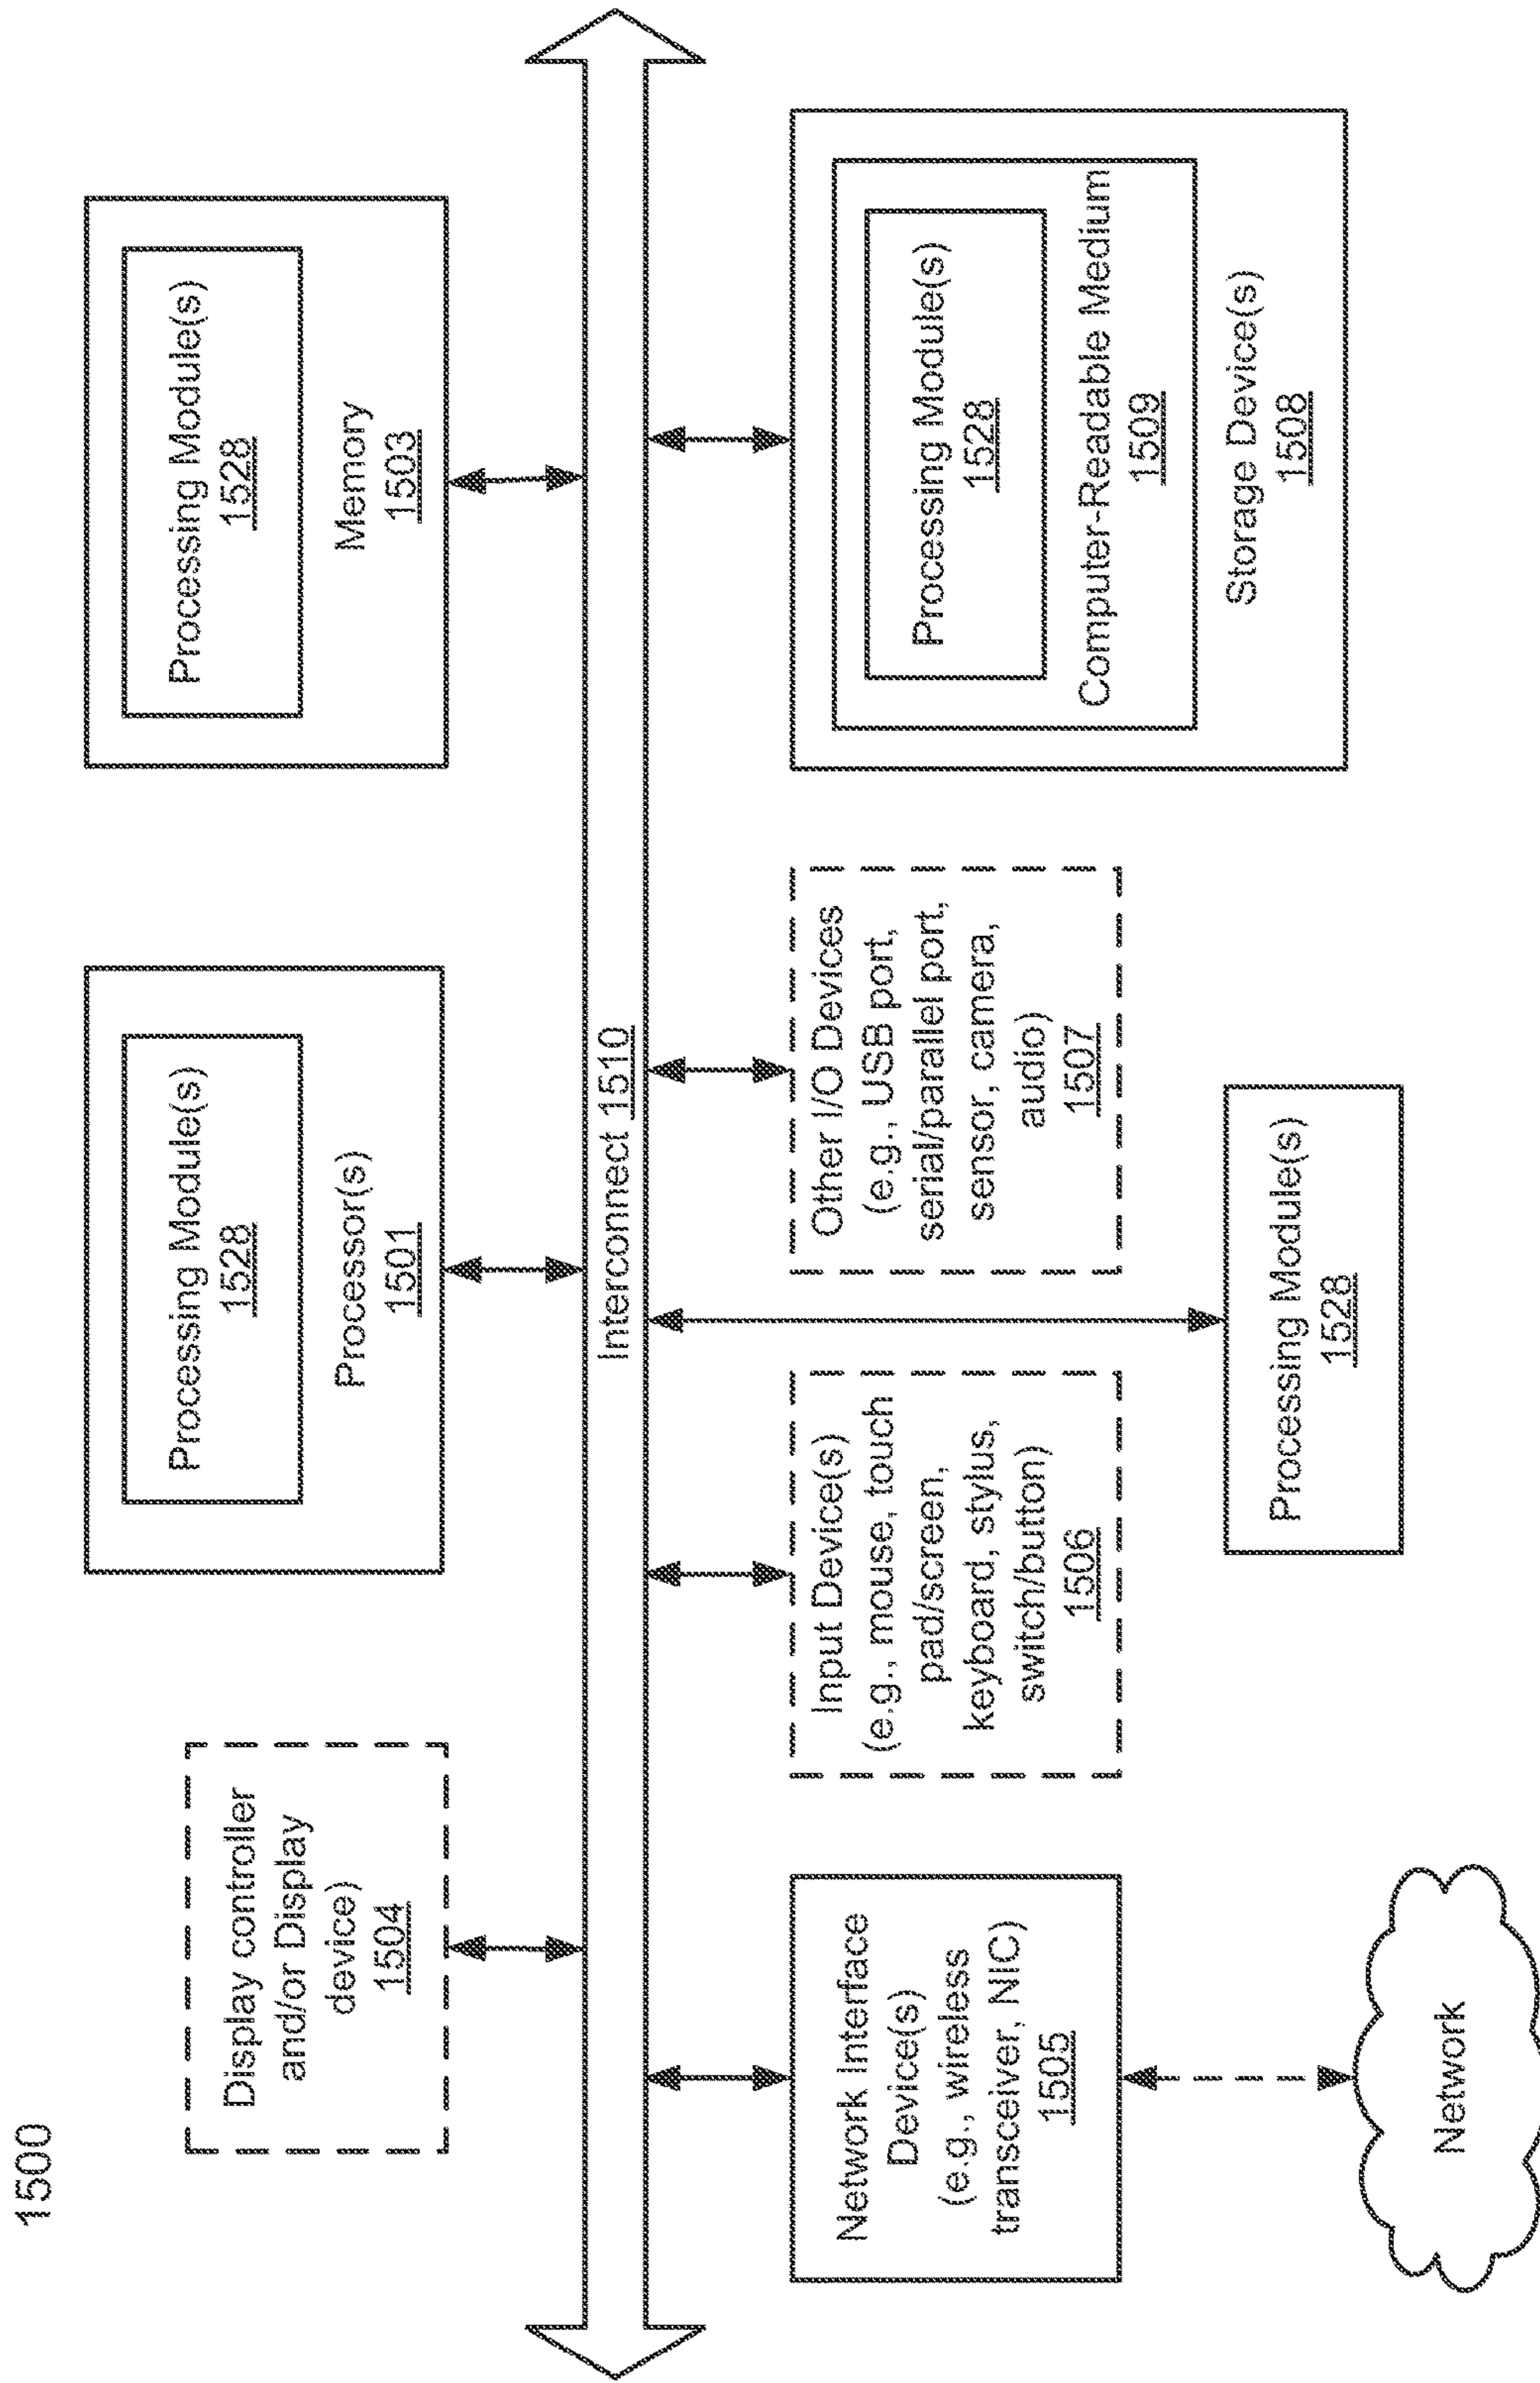 1500
Display controller
and/or Display
device)
1504
Processing Module(s)
1528
Processor(s)
1501
Processing Module(s)
1528
Memory
1503
Interconnect 1510
Network Interface
Device(s)
(e.g., wireless
transceiver, NIC)
1505
Input Device(s)
(e.g., mouse, touch
pad/screen,
keyboard, stylus,
switch/button)
1506
Other I/O Devices
(e.g., USB port,
serial/parallel port,
sensor, camera,
audio)
1507
Processing Module(s)
1528
Computer-Readable Medium
1509
Storage Device(s)
1508
Network
Processing Module(s)
1528